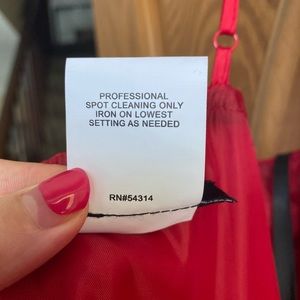 PROFESSIONAL
SPOT CLEANING ONLY
IRON ON LOWEST
SETTING AS NEEDED
RN#54314